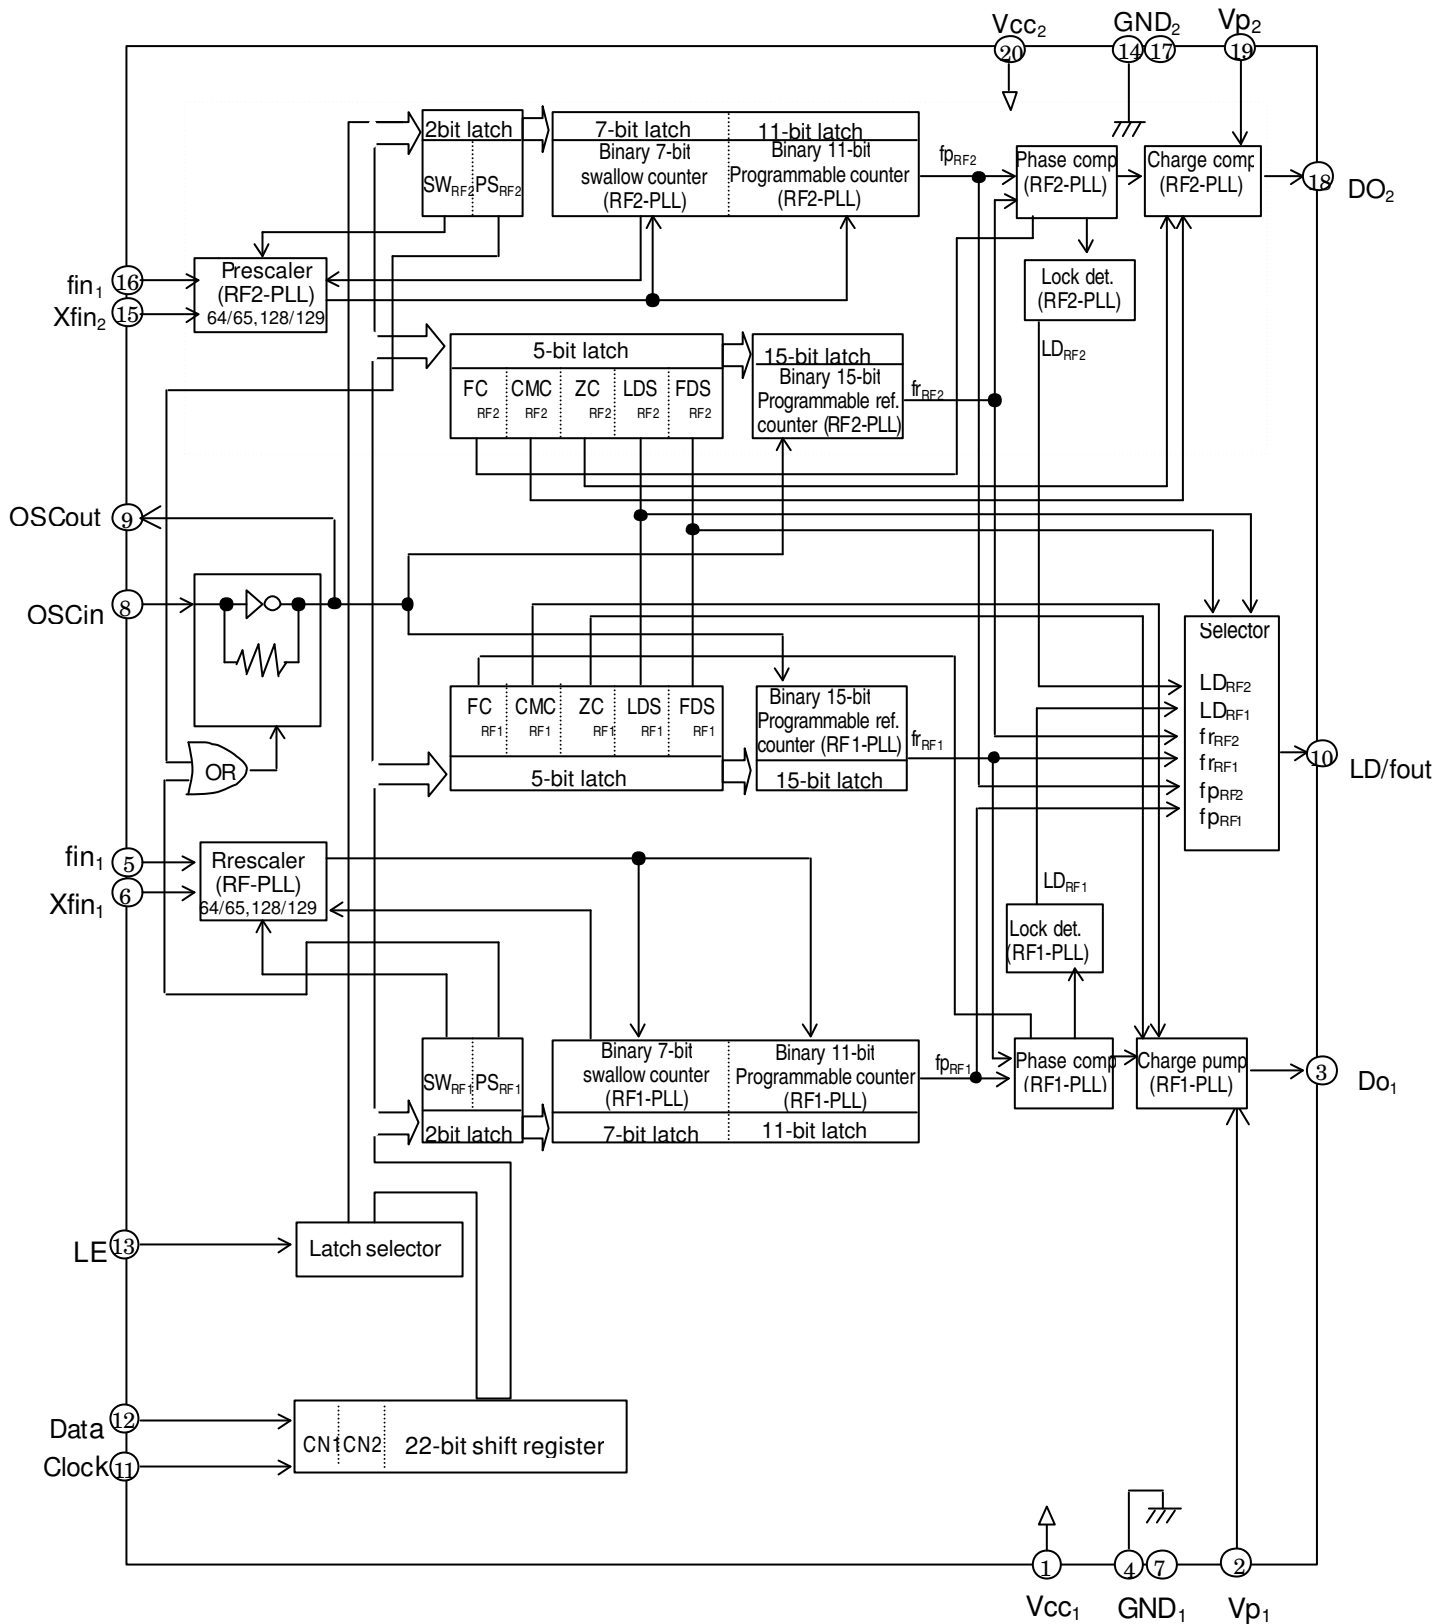 Vcc2 GND2 Vp2
20 14 17 19
2bit latch 7-bit latch 11-bit latch
SWRF2 PSRF2
Binary 7-bit
swallow counter
(RF2-PLL)
Binary 11-bit
Programmable counter
(RF2-PLL)
fpRF2
Phase comp
(RF2-PLL)
Charge comp
(RF2-PLL)
18 DO2
fin1 16
Xfin2 15
Prescaler
(RF2-PLL)
64/65,128/129
Lock det.
(RF2-PLL)
LDRF2
5-bit latch
FC RF2 CMC RF2 ZC RF2 LDS RF2 FDS RF2
15-bit latch
Binary 15-bit
Programmable ref.
counter (RF2-PLL)
frRF2
OSCout 9
OSCin 8
OR
FC RF1 CMC RF1 ZC RF1 LDS RF1 FDS RF1
5-bit latch
Binary 15-bit
Programmable ref.
counter (RF1-PLL)
15-bit latch
frRF1
Selector
LDRF2
LDRF1
frRF2
frRF1
fpRF2
fpRF1
10 LD/fout
fin1 5
Xfin1 6
Rrescaler
(RF-PLL)
64/65,128/129
LDRF1
Lock det.
(RF1-PLL)
SWRF1 PSRF1
2bit latch
Binary 7-bit
swallow counter
(RF1-PLL)
7-bit latch
Binary 11-bit
Programmable counter
(RF1-PLL)
11-bit latch
fpRF1
Phase comp
(RF1-PLL)
Charge pump
(RF1-PLL)
3 Do1
LE 13
Latch selector
Data 12
Clock 11
CN1 CN2 22-bit shift register
1 4 7 2
Vcc1 GND1 Vp1